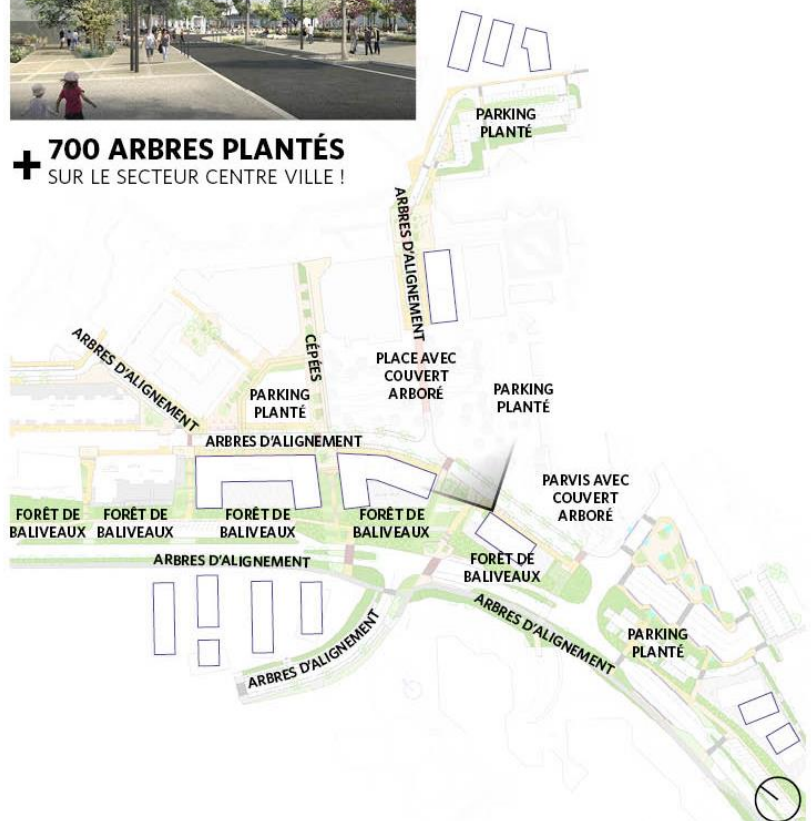 + 700 ARBRES PLANTÉS
SUR LE SECTEUR CENTRE VILLE !
PARKING
PLANTÉ
ARBRES D'ALIGNEMENT
ARBRES D'ALIGNEMENT
CÉPÉES
PLACE AVEC
COUVERT
ARBORÉ
PARKING
PLANTÉ
PARKING
PLANTÉ
ARBRES D'ALIGNEMENT
PARVIS AVEC
COUVERT
ARBORÉ
FORÊT DE
BALIVEAUX
FORÊT DE
BALIVEAUX
FORÊT DE
BALIVEAUX
FORÊT DE
BALIVEAUX
ARBRES D'ALIGNEMENT
FORÊT DE
BALIVEAUX
ARBRES D'ALIGNEMENT
ARBRES D'ALIGNEMENT
PARKING
PLANTÉ